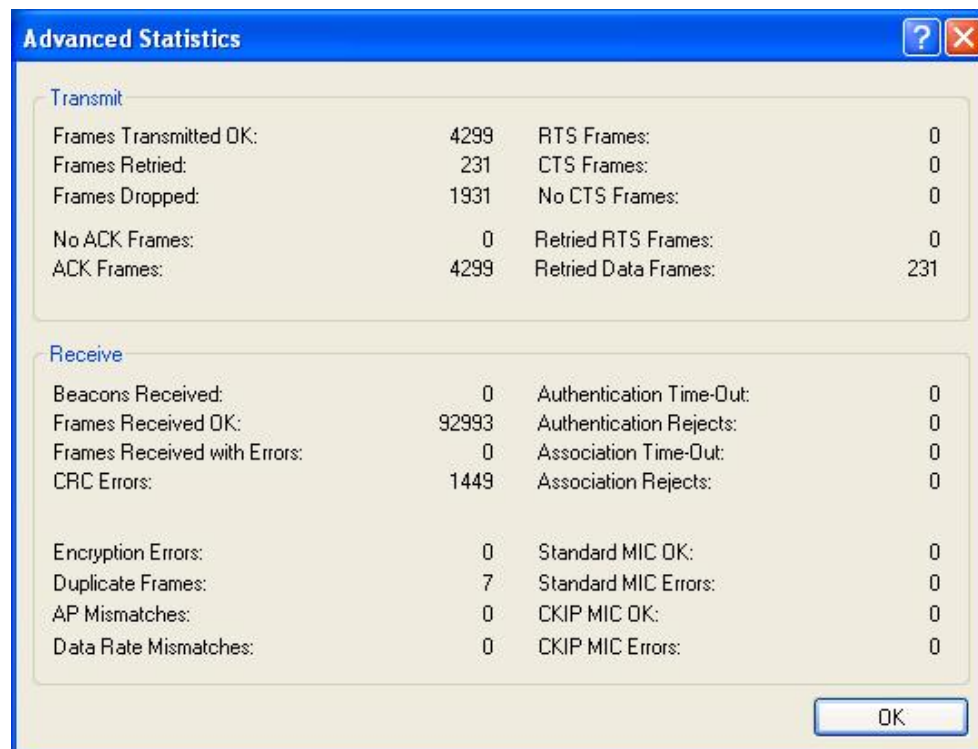 Advanced Statistics
Transmit
Frames Transmitted OK: 4299 RTS Frames: 0
Frames Retried: 231 CTS Frames: 0
Frames Dropped: 1931 No CTS Frames: 0
No ACK Frames: 0 Retried RTS Frames: 0
ACK Frames: 4299 Retried Data Frames: 231
Receive
Beacons Received: 0 Authentication Time-Out: 0
Frames Received OK: 92993 Authentication Rejects: 0
Frames Received with Errors: 0 Association Time-Out: 0
CRC Errors: 1449 Association Rejects: 0
Encryption Errors: 0 Standard MIC OK: 0
Duplicate Frames: 7 Standard MIC Errors: 0
AP Mismatches: 0 CKIP MIC OK: 0
Data Rate Mismatches: 0 CKIP MIC Errors: 0
OK